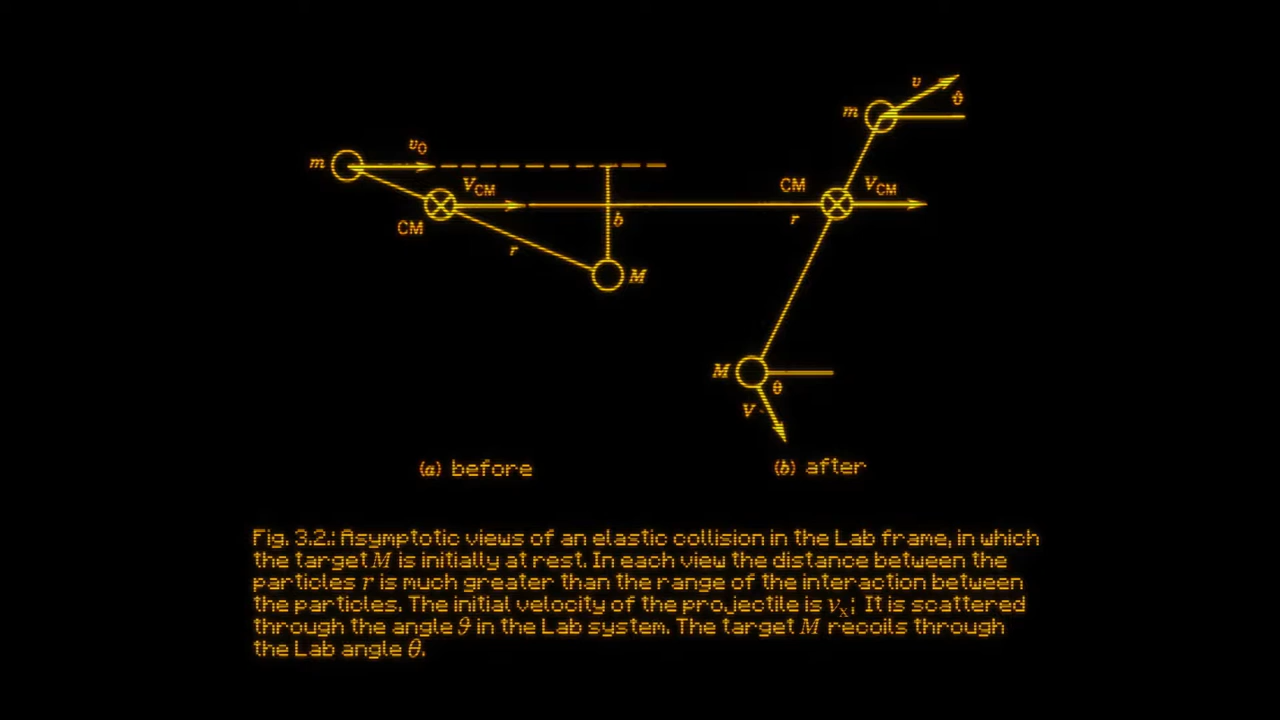 v
m
ϑ
v₀
m
V_CM
CM
V_CM
CM
b
r
r
M
M
θ
V
(a) before
(b) after
Fig. 3.2.: Asymptotic views of an elastic collision in the Lab frame, in which
the target M is initially at rest. In each view the distance between the
particles r is much greater than the range of the interaction between
the particles. The initial velocity of the projectile is vₓ; It is scattered
through the angle ϑ in the Lab system. The target M recoils through
the Lab angle θ.